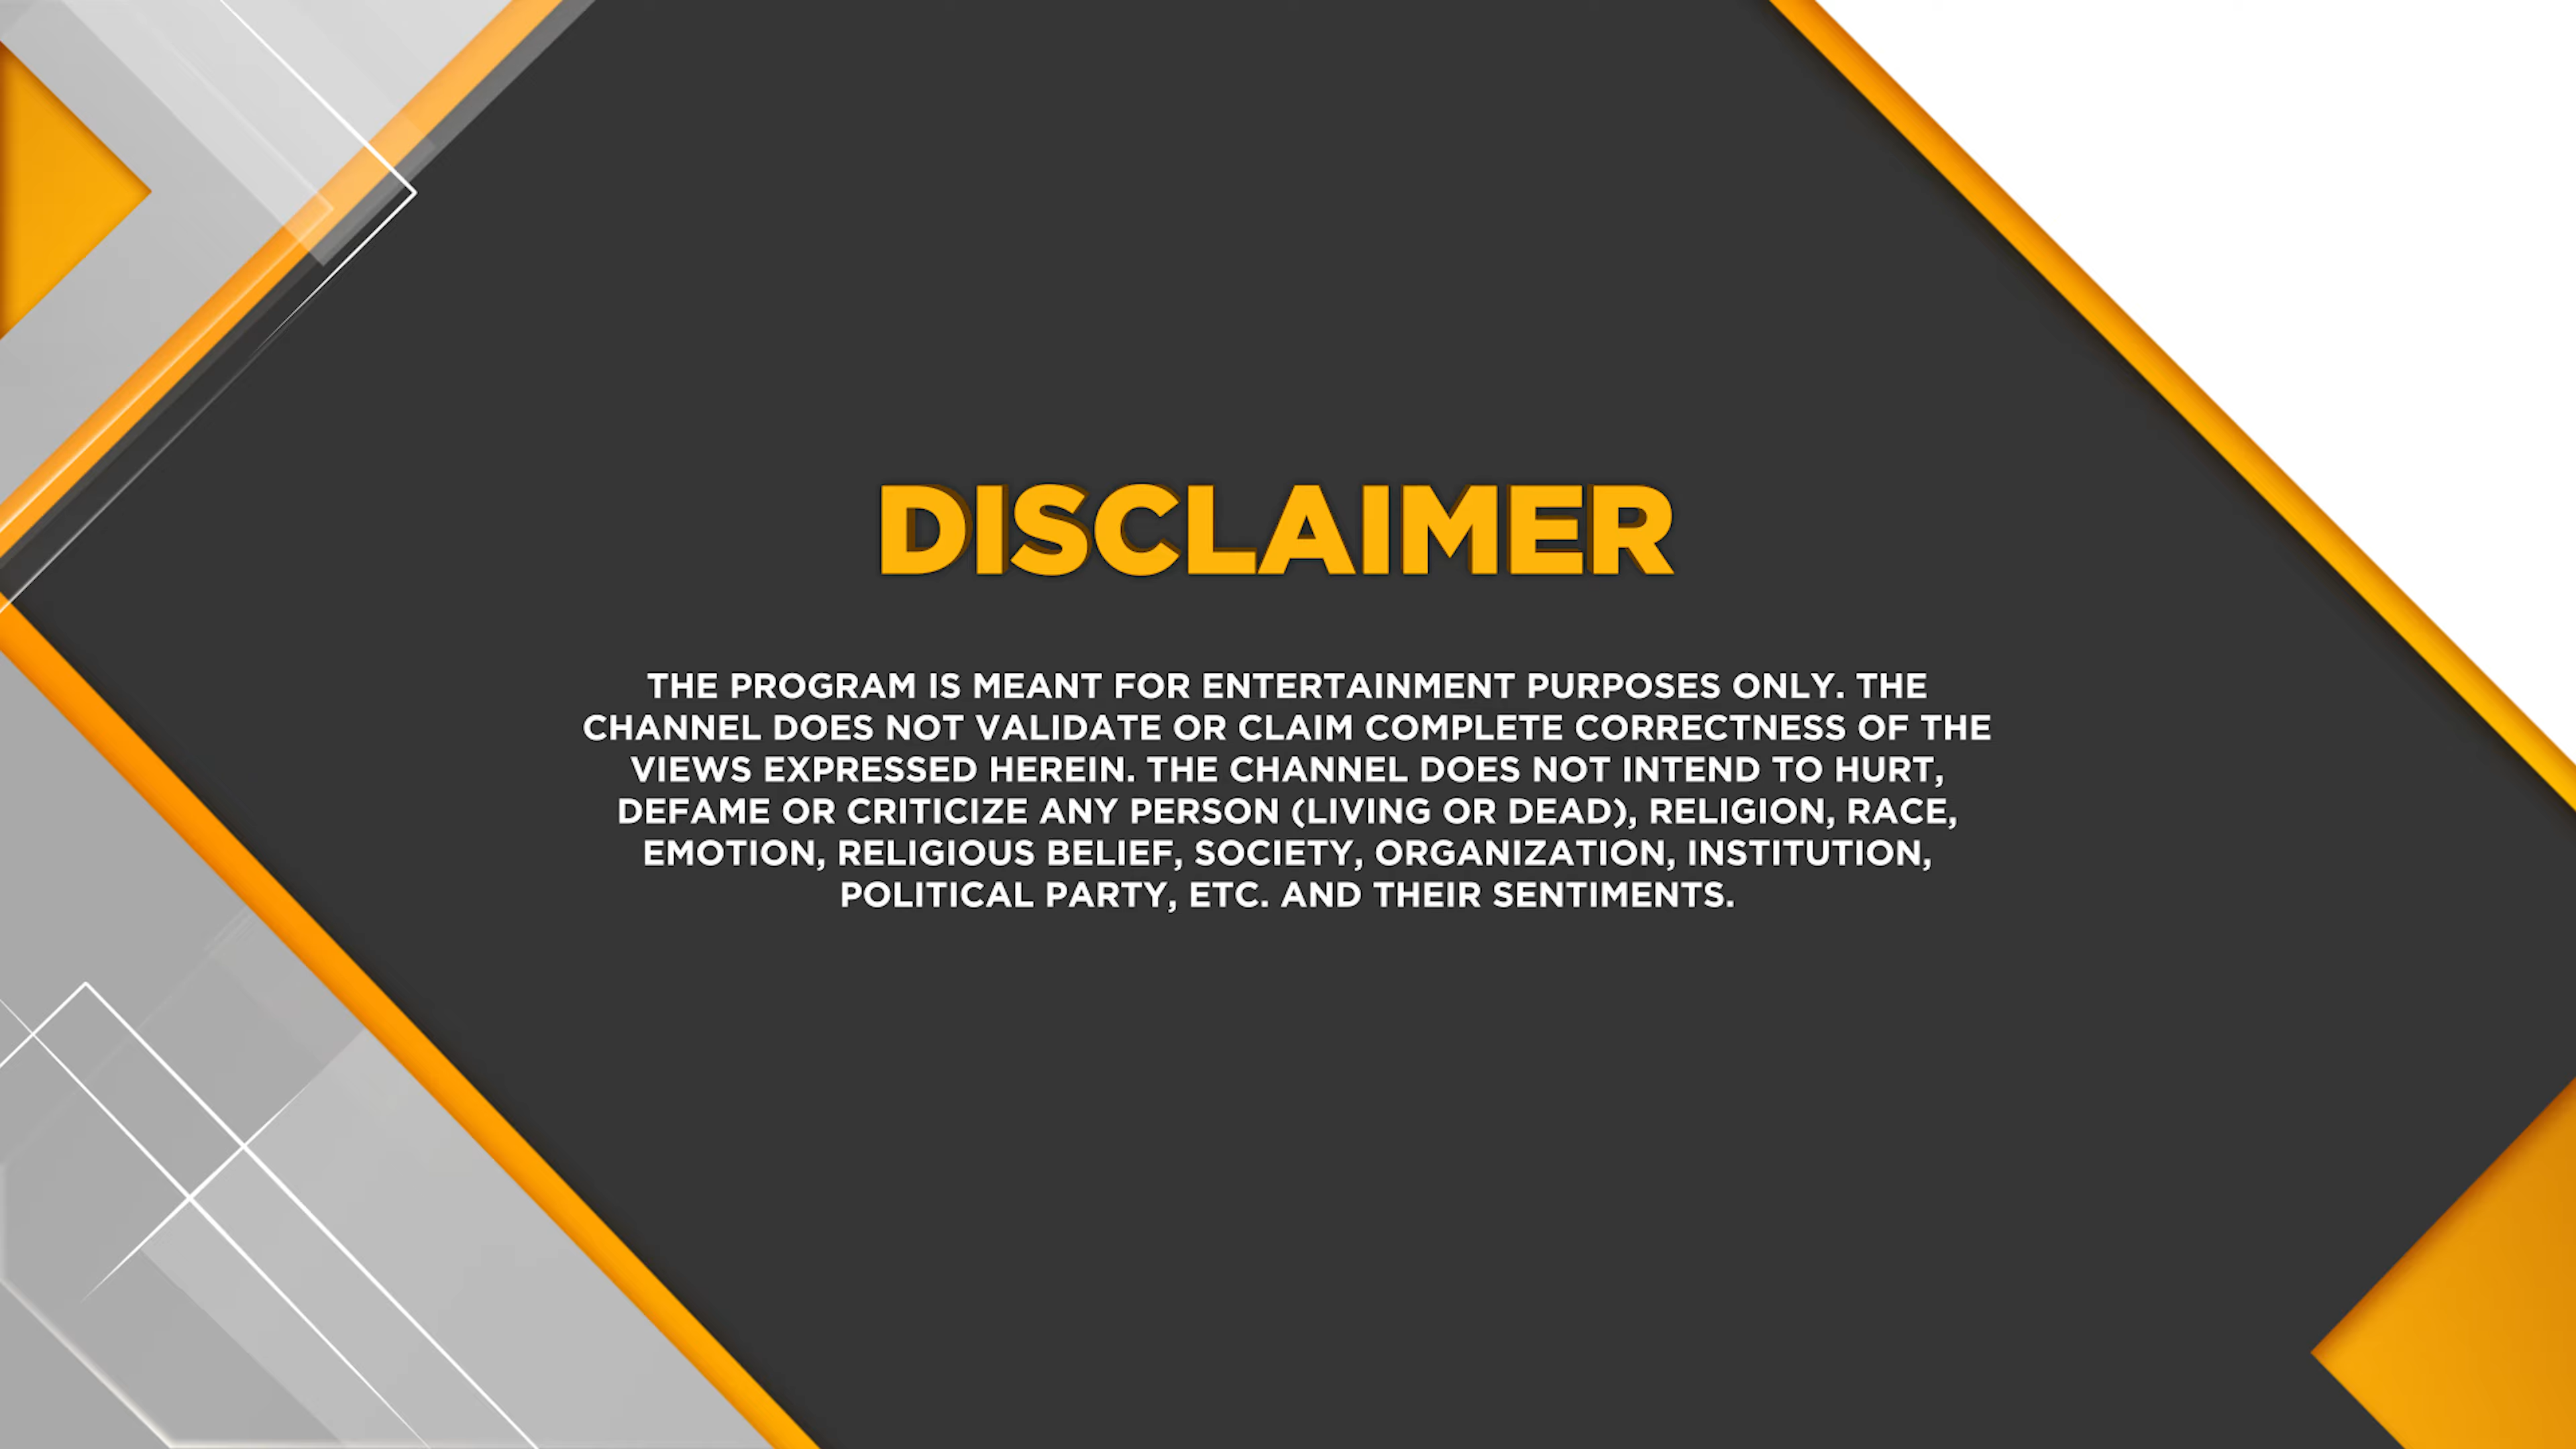 DISCLAIMER
THE PROGRAM IS MEANT FOR ENTERTAINMENT PURPOSES ONLY. THE
CHANNEL DOES NOT VALIDATE OR CLAIM COMPLETE CORRECTNESS OF THE
VIEWS EXPRESSED HEREIN. THE CHANNEL DOES NOT INTEND TO HURT,
DEFAME OR CRITICIZE ANY PERSON (LIVING OR DEAD), RELIGION, RACE,
EMOTION, RELIGIOUS BELIEF, SOCIETY, ORGANIZATION, INSTITUTION,
POLITICAL PARTY, ETC. AND THEIR SENTIMENTS.